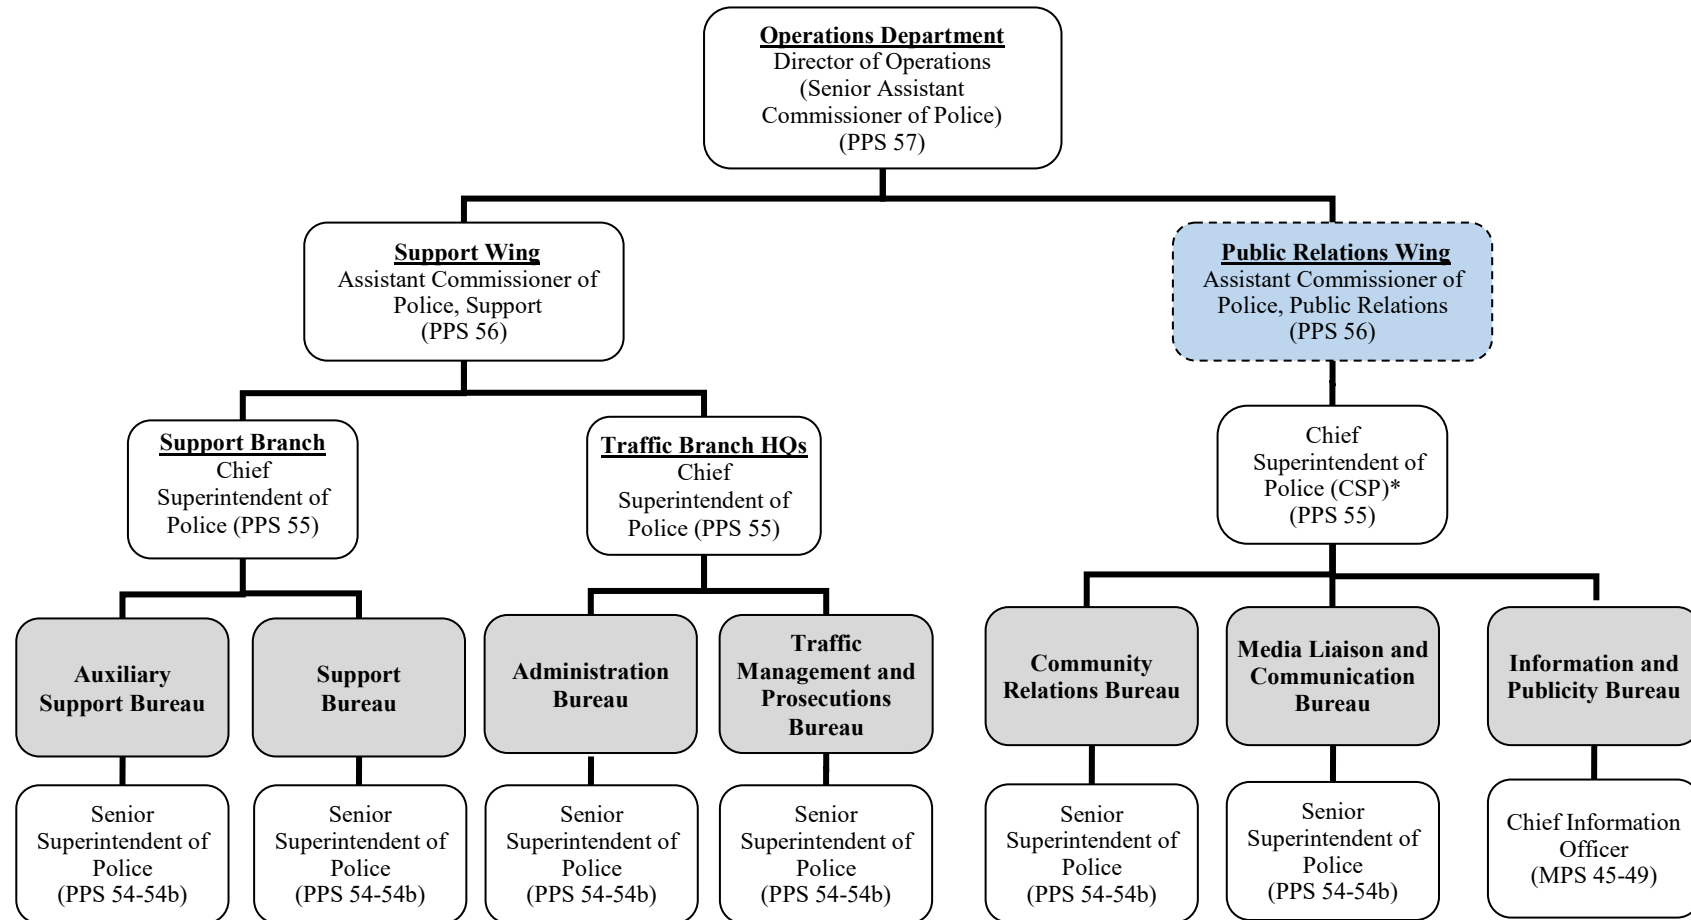 Operations Department
Director of Operations
(Senior Assistant
Commissioner of Police)
(PPS 57)
Support Wing
Assistant Commissioner of
Police, Support
(PPS 56)
Public Relations Wing
Assistant Commissioner of
Police, Public Relations
(PPS 56)
Support Branch
Chief
Superintendent of
Police (PPS 55)
Traffic Branch HQs
Chief
Superintendent of
Police (PPS 55)
Chief
Superintendent of
Police (CSP)*
(PPS 55)
Auxiliary
Support Bureau
Support
Bureau
Administration
Bureau
Traffic
Management and
Prosecutions
Bureau
Community
Relations Bureau
Media Liaison and
Communication
Bureau
Information and
Publicity Bureau
Senior
Superintendent of
Police
(PPS 54-54b)
Senior
Superintendent of
Police
(PPS 54-54b)
Senior
Superintendent of
Police
(PPS 54-54b)
Senior
Superintendent of
Police
(PPS 54-54b)
Senior
Superintendent of
Police
(PPS 54-54b)
Senior
Superintendent of
Police
(PPS 54-54b)
Chief Information
Officer
(MPS 45-49)